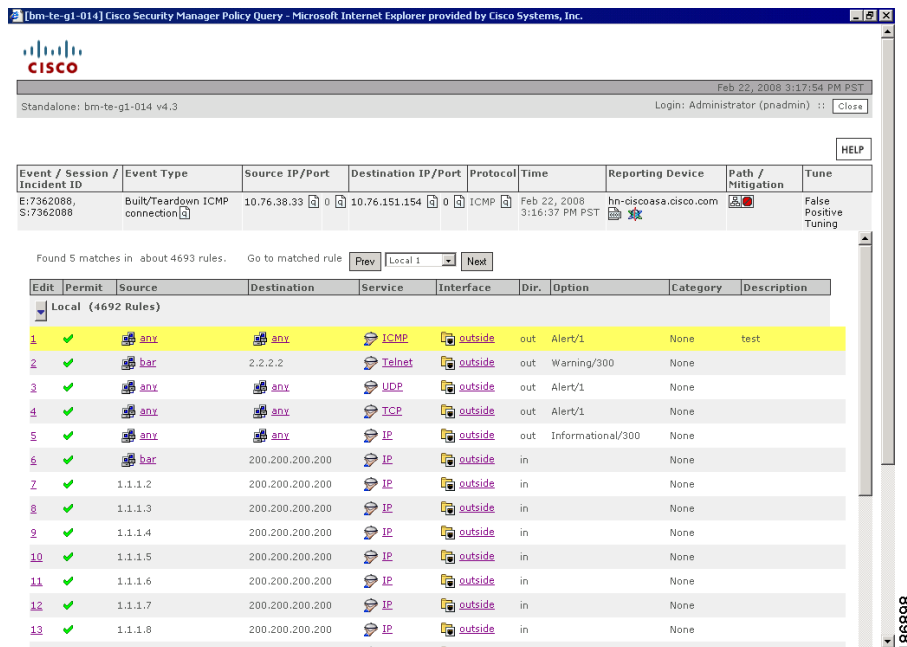 [bm-te-g1-014] Cisco Security Manager Policy Query - Microsoft Internet Explorer provided by Cisco Systems, Inc.
CISCO
Feb 22, 2008 3:17:54 PM PST
Standalone: bm-te-g1-014 v4.3 Login: Administrator (pnadmin) :: Close
HELP
Event / Session / Incident ID Event Type Source IP/Port Destination IP/Port Protocol Time Reporting Device Path / Mitigation Tune
E:7362088, S:7362088 Built/Teardown ICMP connection q 10.76.38.33 q 0 q 10.76.151.154 q 0 q ICMP q Feb 22, 2008 3:16:37 PM PST hn-ciscoasa.cisco.com False Positive Tuning
Found 5 matches in about 4693 rules. Go to matched rule Prev Local 1 Next
Edit Permit Source Destination Service Interface Dir. Option Category Description
Local (4692 Rules)
1 any any ICMP outside out Alert/1 None test
2 bar 2.2.2.2 Telnet outside out Warning/300 None
3 any any UDP outside out Alert/1 None
4 any any TCP outside out Alert/1 None
5 any any IP outside out Informational/300 None
6 bar 200.200.200.200 IP outside in None
7 1.1.1.2 200.200.200.200 IP outside in None
8 1.1.1.3 200.200.200.200 IP outside in None
9 1.1.1.4 200.200.200.200 IP outside in None
10 1.1.1.5 200.200.200.200 IP outside in None
11 1.1.1.6 200.200.200.200 IP outside in None
12 1.1.1.7 200.200.200.200 IP outside in None
13 1.1.1.8 200.200.200.200 IP outside in None